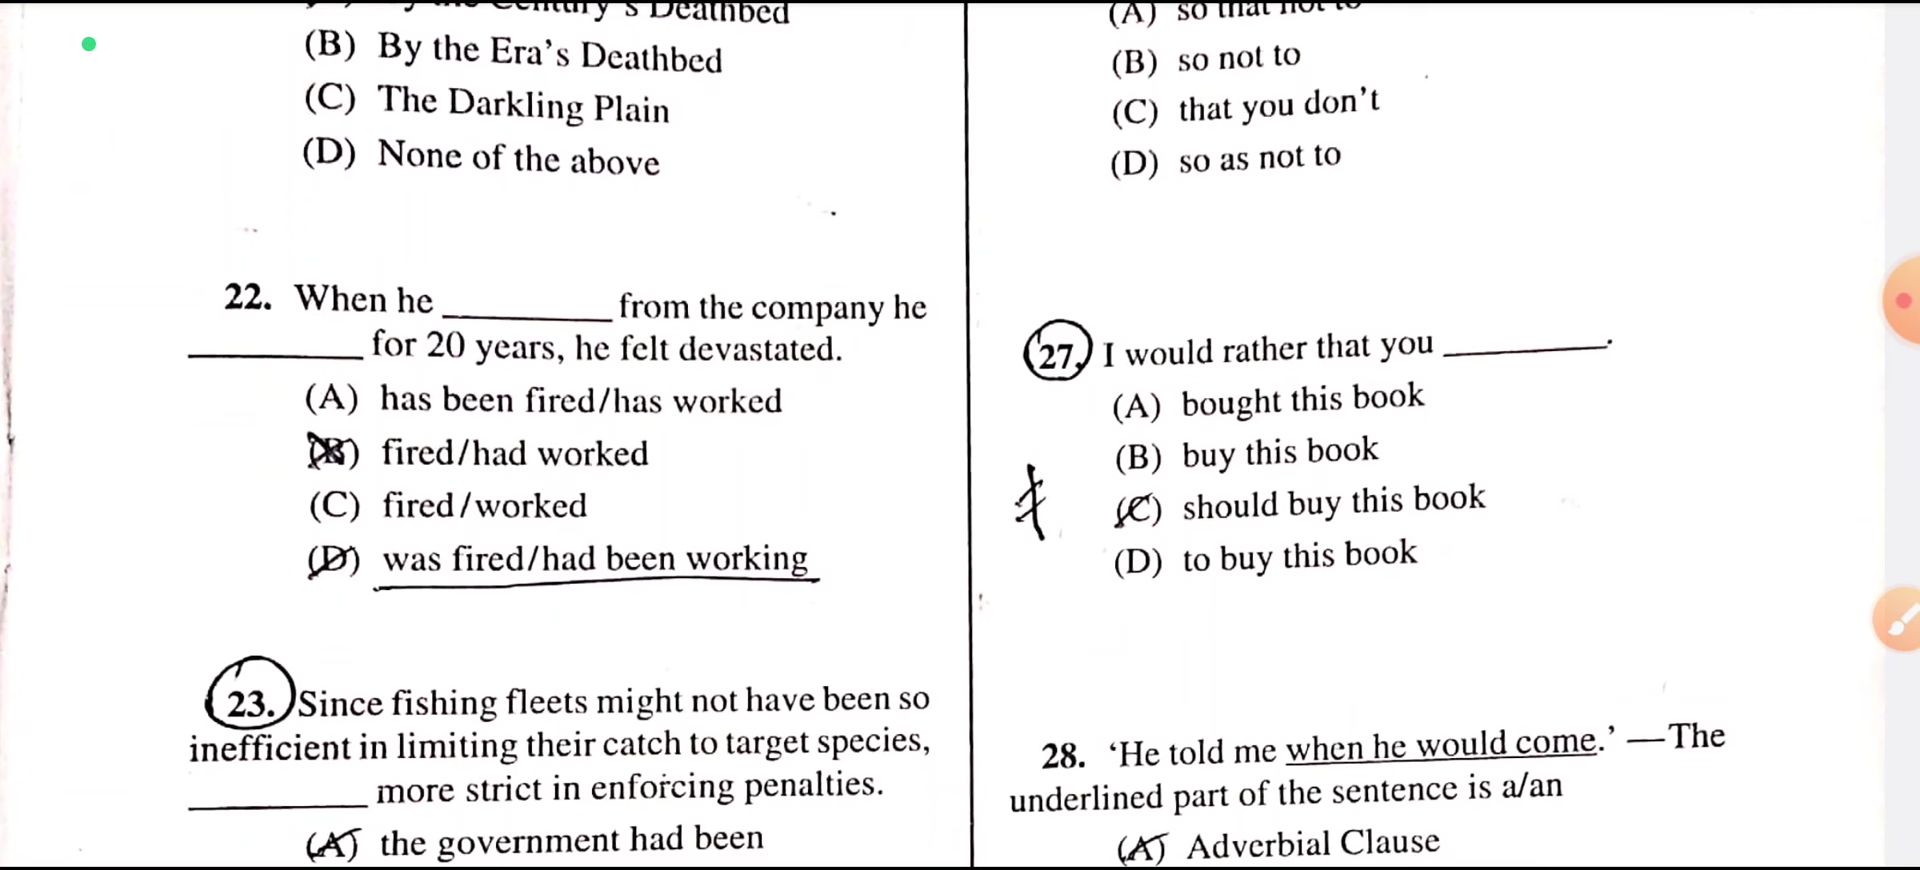 Century's Deathbed
(B) By the Era's Deathbed
(C) The Darkling Plain
(D) None of the above
22. When he ________ from the company he
________ for 20 years, he felt devastated.
(A) has been fired/has worked
(B) fired/had worked
(C) fired/worked
(D) was fired/had been working
23. Since fishing fleets might not have been so
inefficient in limiting their catch to target species,
________ more strict in enforcing penalties.
(A) the government had been
(A) so that not to
(B) so not to
(C) that you don't
(D) so as not to
27. I would rather that you ________.
(A) bought this book
(B) buy this book
(C) should buy this book
(D) to buy this book
28. 'He told me when he would come.' —The
underlined part of the sentence is a/an
(A) Adverbial Clause